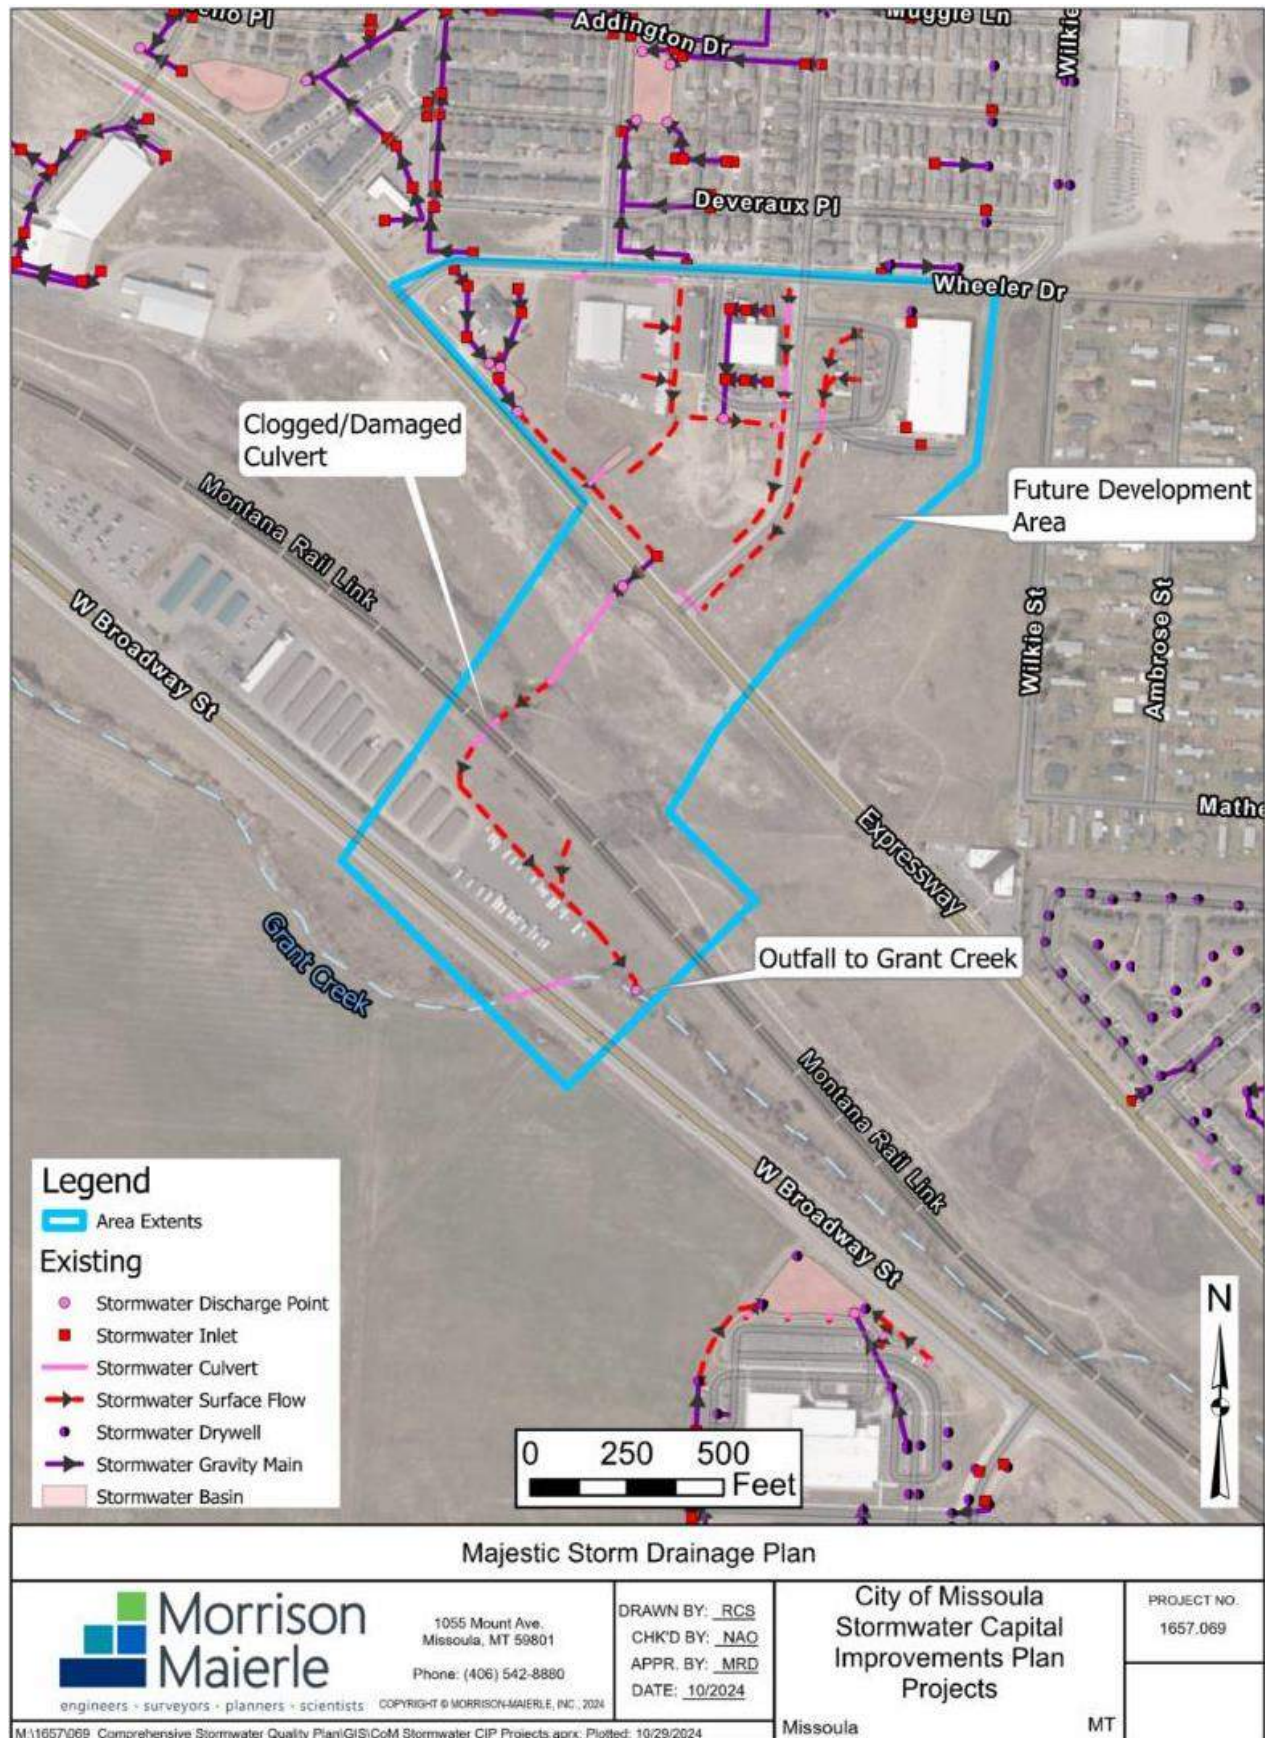 Addington Dr
Muggie Ln
Wilkie
Deveraux Pl
Wheeler Dr
Clogged/Damaged
Culvert
Montana Rail Link
Future Development
Area
W Broadway St
Wilkie St
Ambrose St
Expressway
Grant Creek
Outfall to Grant Creek
Montana Rail Link
W Broadway St
Legend
Area Extents
Existing
Stormwater Discharge Point
Stormwater Inlet
Stormwater Culvert
Stormwater Surface Flow
Stormwater Drywell
Stormwater Gravity Main
Stormwater Basin
N
0 250 500
Feet
Majestic Storm Drainage Plan
Morrison
Maierle
engineers - surveyors - planners - scientists
1055 Mount Ave.
Missoula, MT 59801
Phone: (406) 542-8880
COPYRIGHT © MORRISON-MAIERLE, INC., 2024
DRAWN BY: RCS
CHK'D BY: NAO
APPR. BY: MRD
DATE: 10/2024
City of Missoula
Stormwater Capital
Improvements Plan
Projects
Missoula MT
PROJECT NO.
1657.069
M:\1657\069_Comprehensive Stormwater Quality Plan\GIS\CoM Stormwater CIP Projects.aprx; Plotted: 10/29/2024